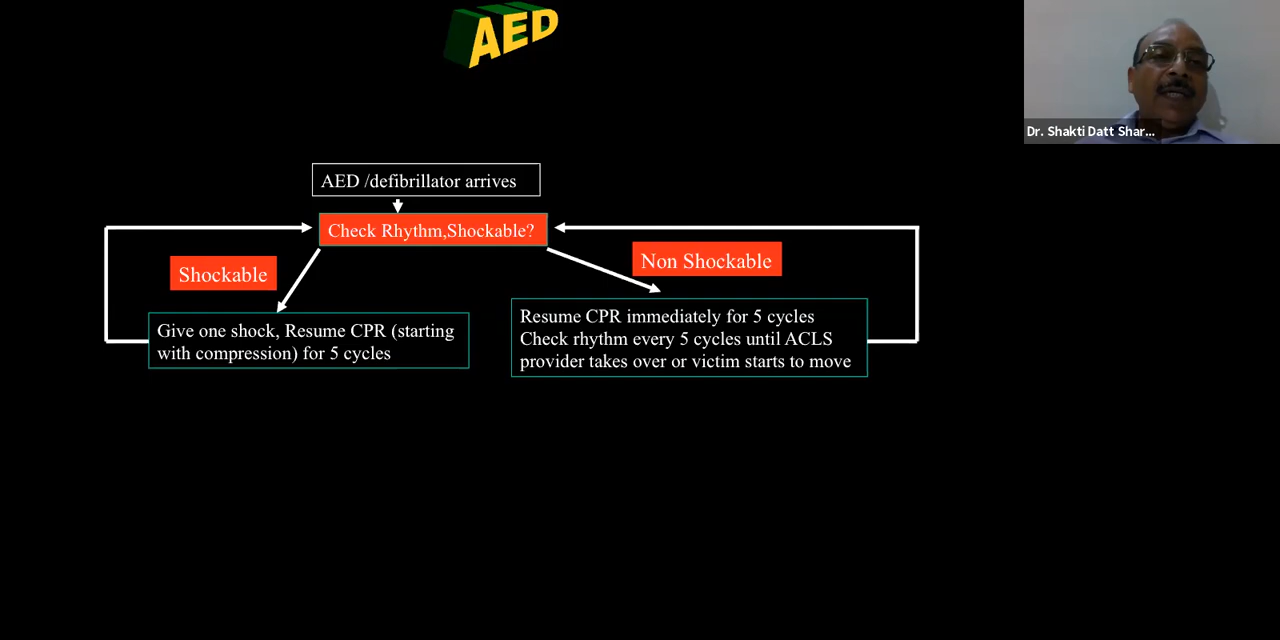 AED
Dr. Shakti Datt Shar...
AED /defibrillator arrives
Check Rhythm,Shockable?
Shockable
Non Shockable
Give one shock, Resume CPR (starting
with compression) for 5 cycles
Resume CPR immediately for 5 cycles
Check rhythm every 5 cycles until ACLS
provider takes over or victim starts to move